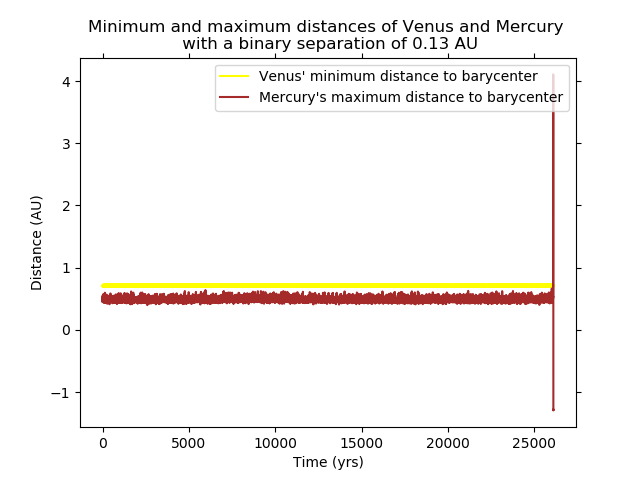 Minimum and maximum distances of Venus and Mercury
with a binary separation of 0.13 AU
Venus' minimum distance to barycenter
Mercury's maximum distance to barycenter
4
3
2
1
0
−1
Distance (AU)
0
5000
10000
15000
20000
25000
Time (yrs)